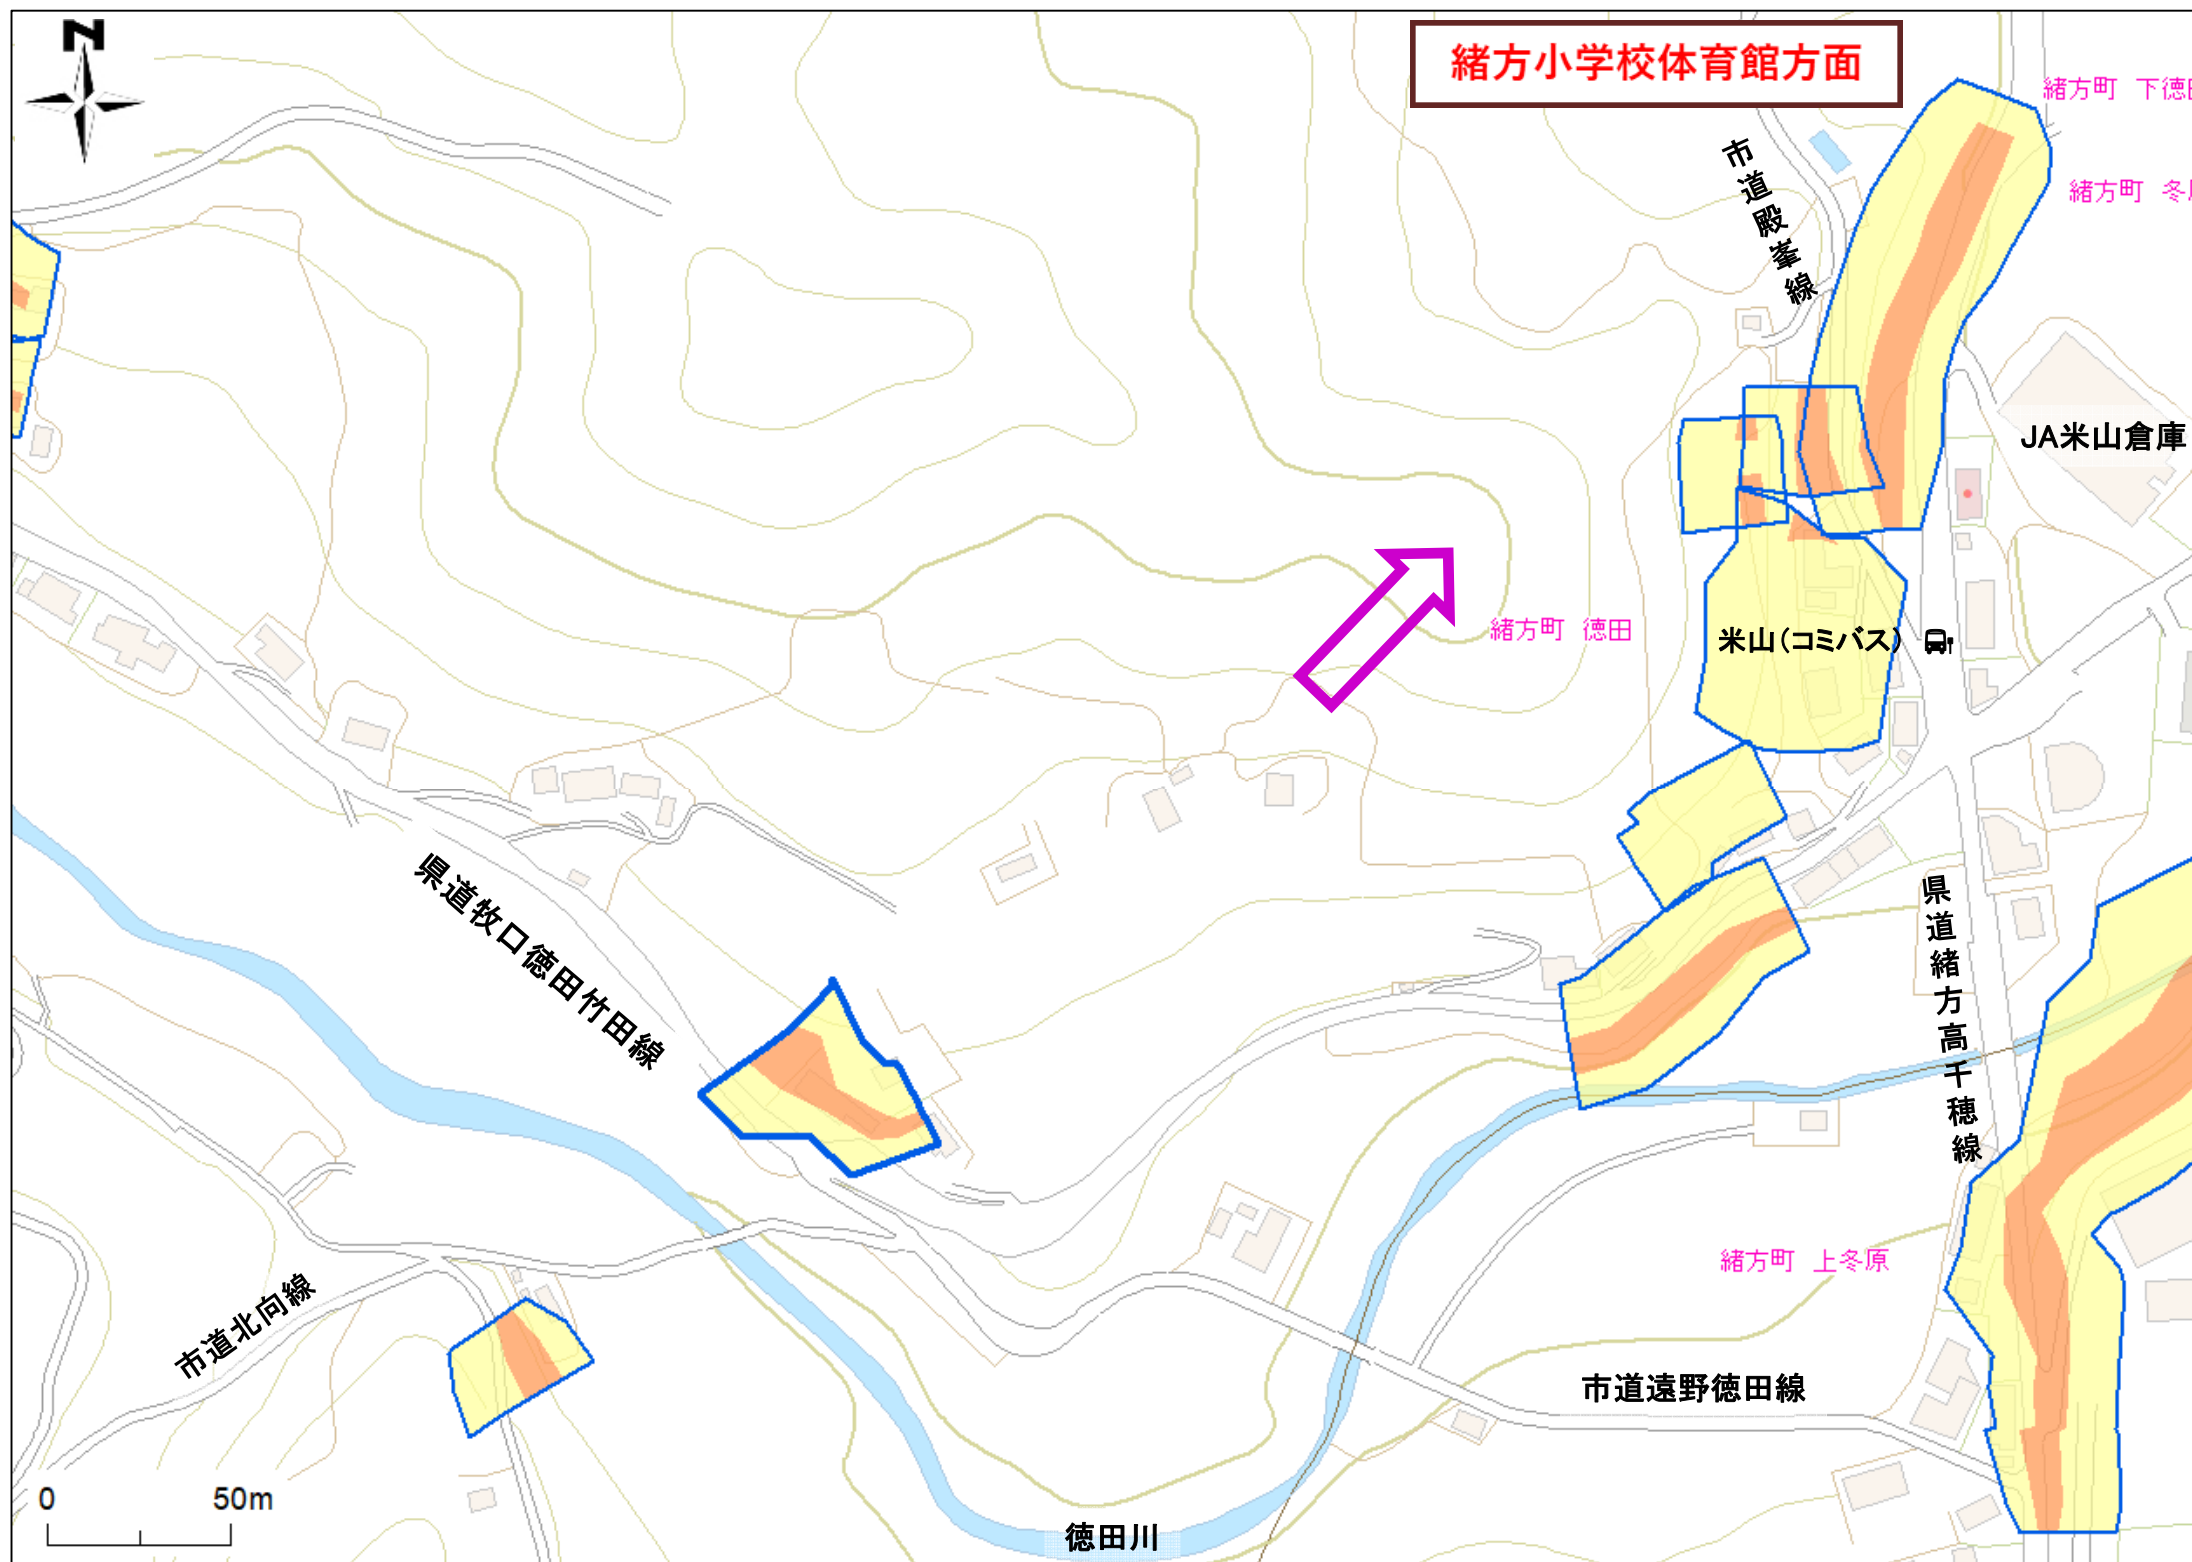 N
緒方小学校体育館方面
緒方町 下徳田
緒方町 冬原
市道殿峯線
JA米山倉庫
緒方町 徳田
米山(コミバス)
県道牧口徳田竹田線
県道緒方高千穂線
緒方町 上冬原
市道北向線
市道遠野徳田線
0 50m
徳田川